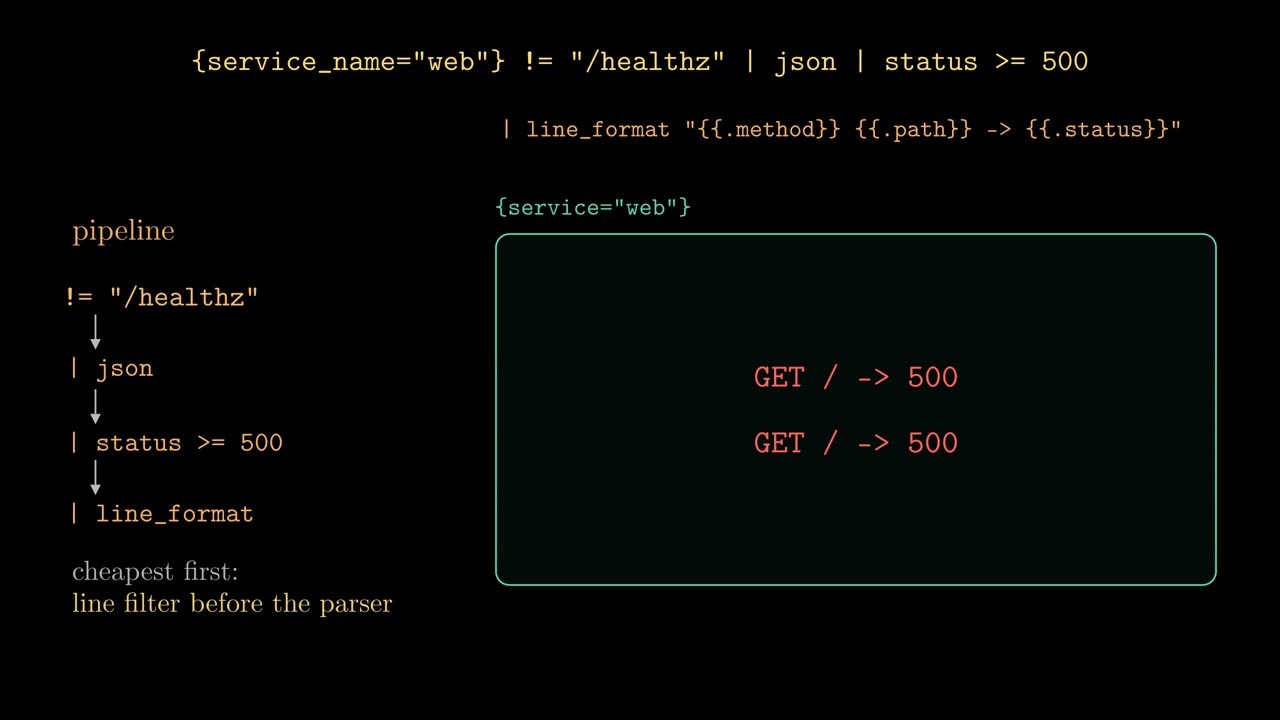 {service_name="web"} != "/healthz" | json | status >= 500
| line_format "{{.method}} {{.path}} -> {{.status}}"
{service="web"}
pipeline
!= "/healthz"
| json
| status >= 500
| line_format
cheapest first:
line filter before the parser
GET / -> 500
GET / -> 500